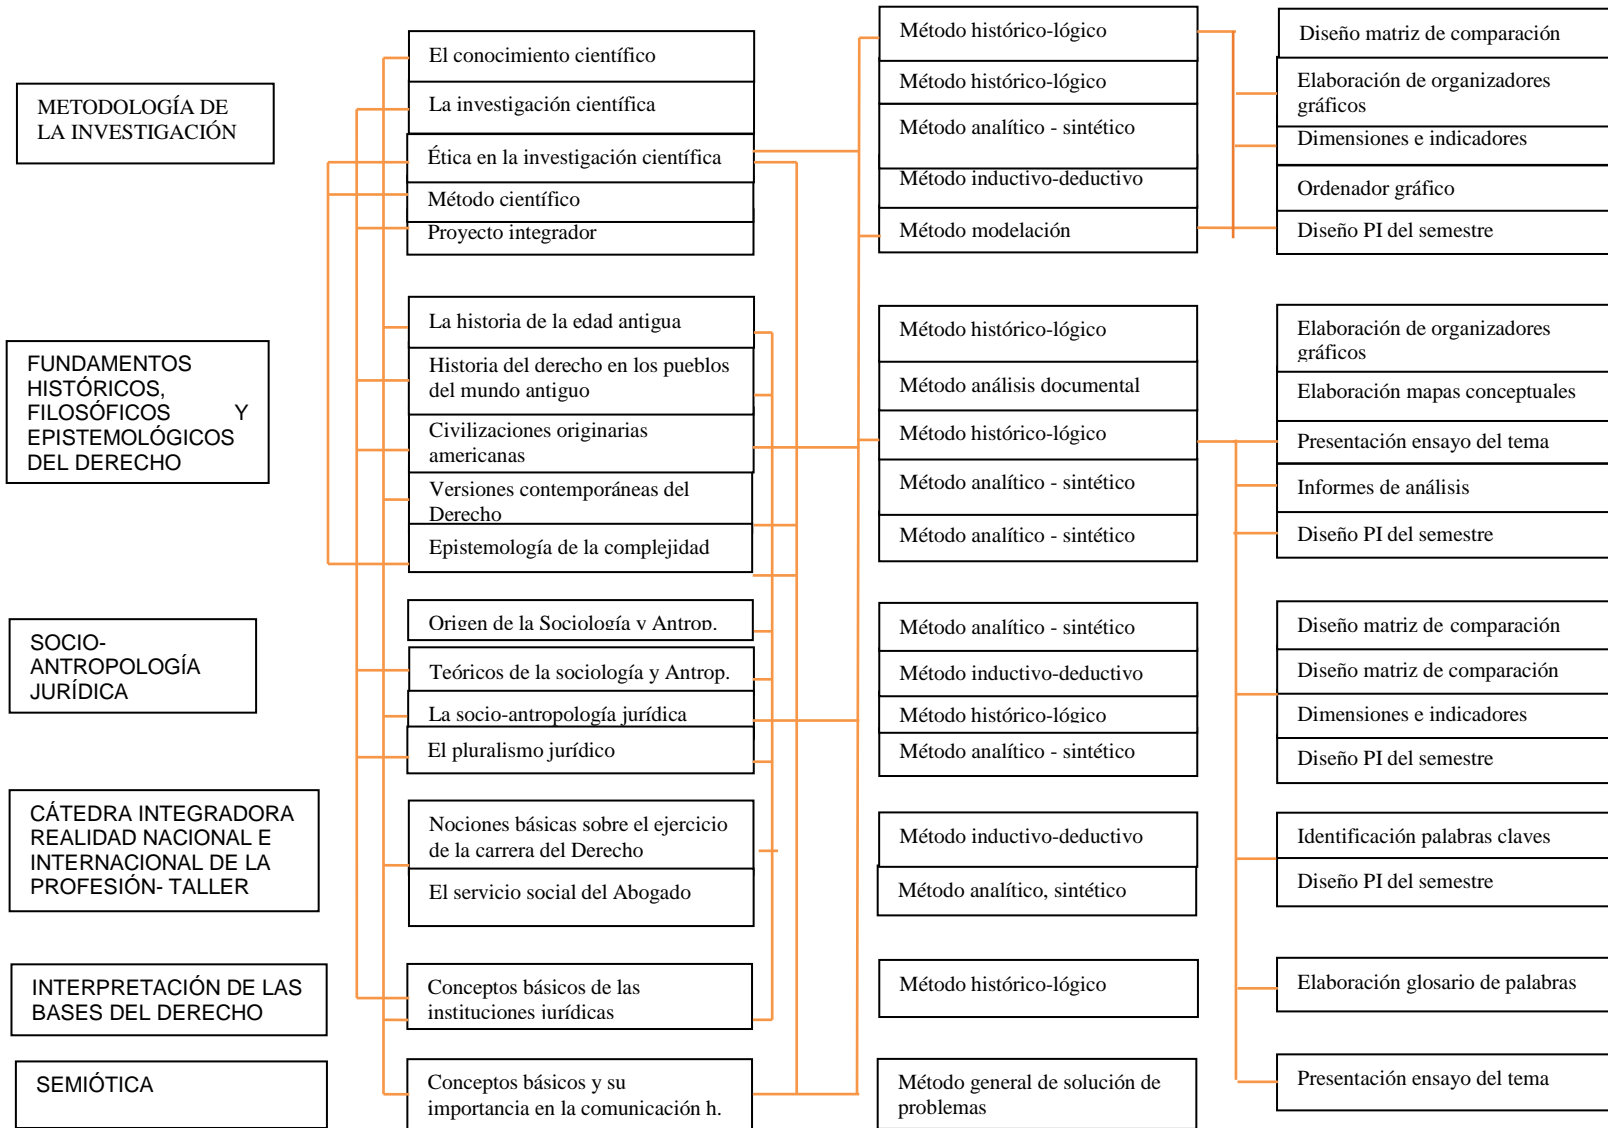 METODOLOGÍA DE
LA INVESTIGACIÓN
El conocimiento científico
La investigación científica
Ética en la investigación científica
Método científico
Proyecto integrador
Método histórico-lógico
Método histórico-lógico
Método analítico - sintético
Método inductivo-deductivo
Método modelación
Diseño matriz de comparación
Elaboración de organizadores
gráficos
Dimensiones e indicadores
Ordenador gráfico
Diseño PI del semestre
FUNDAMENTOS
HISTÓRICOS,
FILOSÓFICOS Y
EPISTEMOLÓGICOS
DEL DERECHO
La historia de la edad antigua
Historia del derecho en los pueblos
del mundo antiguo
Civilizaciones originarias
americanas
Versiones contemporáneas del
Derecho
Epistemología de la complejidad
Método histórico-lógico
Método análisis documental
Método histórico-lógico
Método analítico - sintético
Método analítico - sintético
Elaboración de organizadores
gráficos
Elaboración mapas conceptuales
Presentación ensayo del tema
Informes de análisis
Diseño PI del semestre
SOCIO-
ANTROPOLOGÍA
JURÍDICA
Origen de la Sociología y Antrop.
Teóricos de la sociología y Antrop.
La socio-antropología jurídica
El pluralismo jurídico
Método analítico - sintético
Método inductivo-deductivo
Método histórico-lógico
Método analítico - sintético
Diseño matriz de comparación
Diseño matriz de comparación
Dimensiones e indicadores
Diseño PI del semestre
CÁTEDRA INTEGRADORA
REALIDAD NACIONAL E
INTERNACIONAL DE LA
PROFESIÓN- TALLER
Nociones básicas sobre el ejercicio
de la carrera del Derecho
El servicio social del Abogado
Método inductivo-deductivo
Método analítico, sintético
Identificación palabras claves
Diseño PI del semestre
INTERPRETACIÓN DE LAS
BASES DEL DERECHO
Conceptos básicos de las
instituciones jurídicas
Método histórico-lógico
Elaboración glosario de palabras
SEMIÓTICA
Conceptos básicos y su
importancia en la comunicación h.
Método general de solución de
problemas
Presentación ensayo del tema